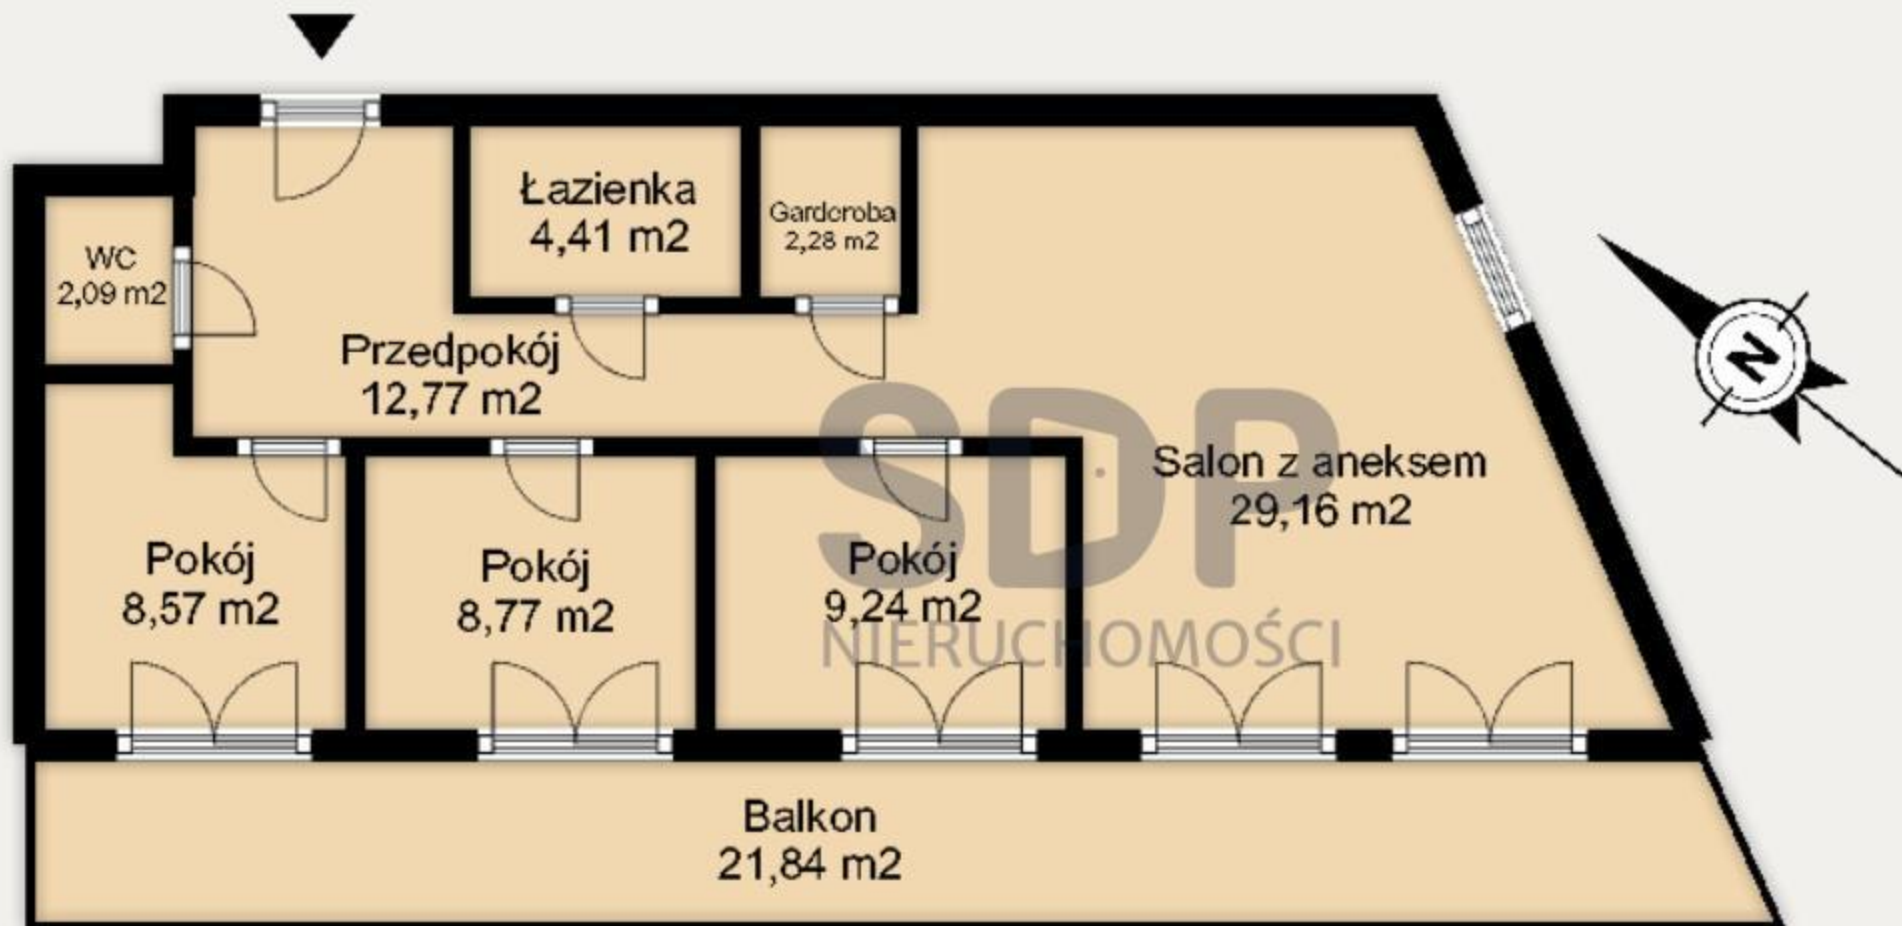 Łazienka
4,41 m2
Garderoba
2,28 m2
WC
2,09 m2
Przedpokój
12,77 m2
Salon z aneksem
29,16 m2
Pokój
8,57 m2
Pokój
8,77 m2
Pokój
9,24 m2
SDP
NIERUCHOMOŚCI
Balkon
21,84 m2
N